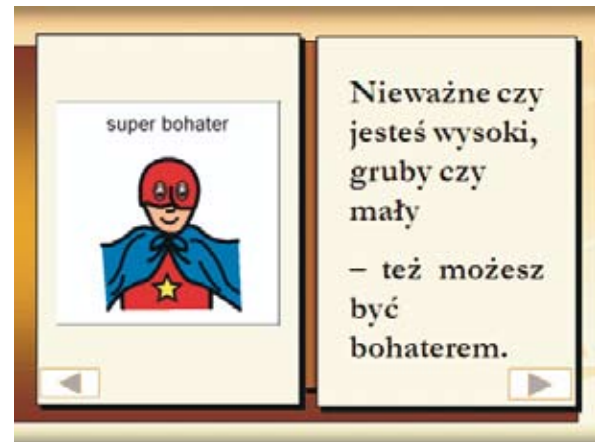 super bohater
Nieważne czy
jesteś wysoki,
gruby czy
mały
– też możesz
być
bohaterem.